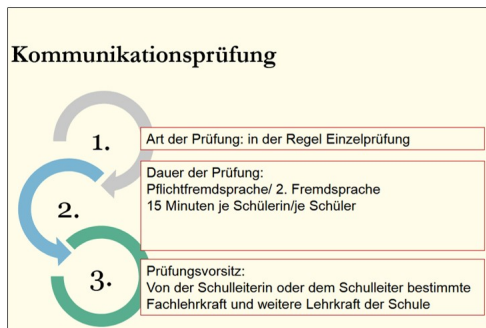 Kommunikationsprüfung
1.
Art der Prüfung: in der Regel Einzelprüfung
2.
Dauer der Prüfung:
Pflichtfremdsprache/ 2. Fremdsprache
15 Minuten je Schülerin/je Schüler
3.
Prüfungsvorsitz:
Von der Schulleiterin oder dem Schulleiter bestimmte
Fachlehrkraft und weitere Lehrkraft der Schule